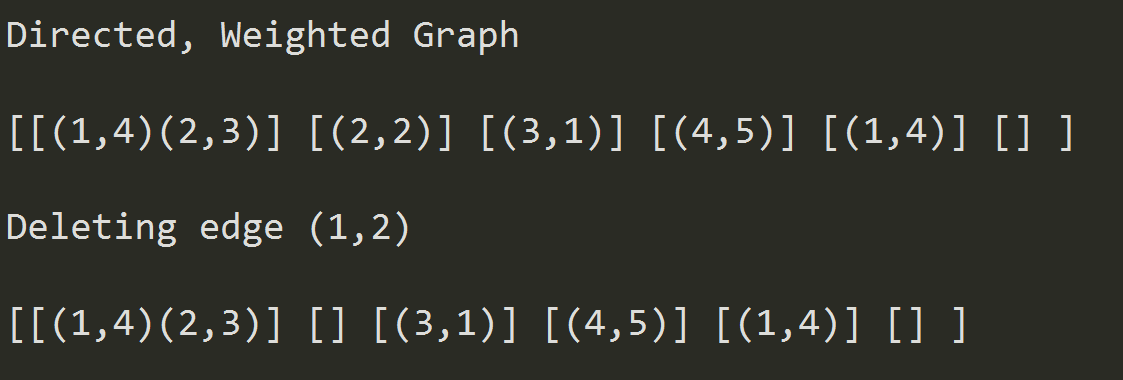 Directed, Weighted Graph
[[(1,4)(2,3)] [(2,2)] [(3,1)] [(4,5)] [(1,4)] [] ]
Deleting edge (1,2)
[[(1,4)(2,3)] [] [(3,1)] [(4,5)] [(1,4)] [] ]